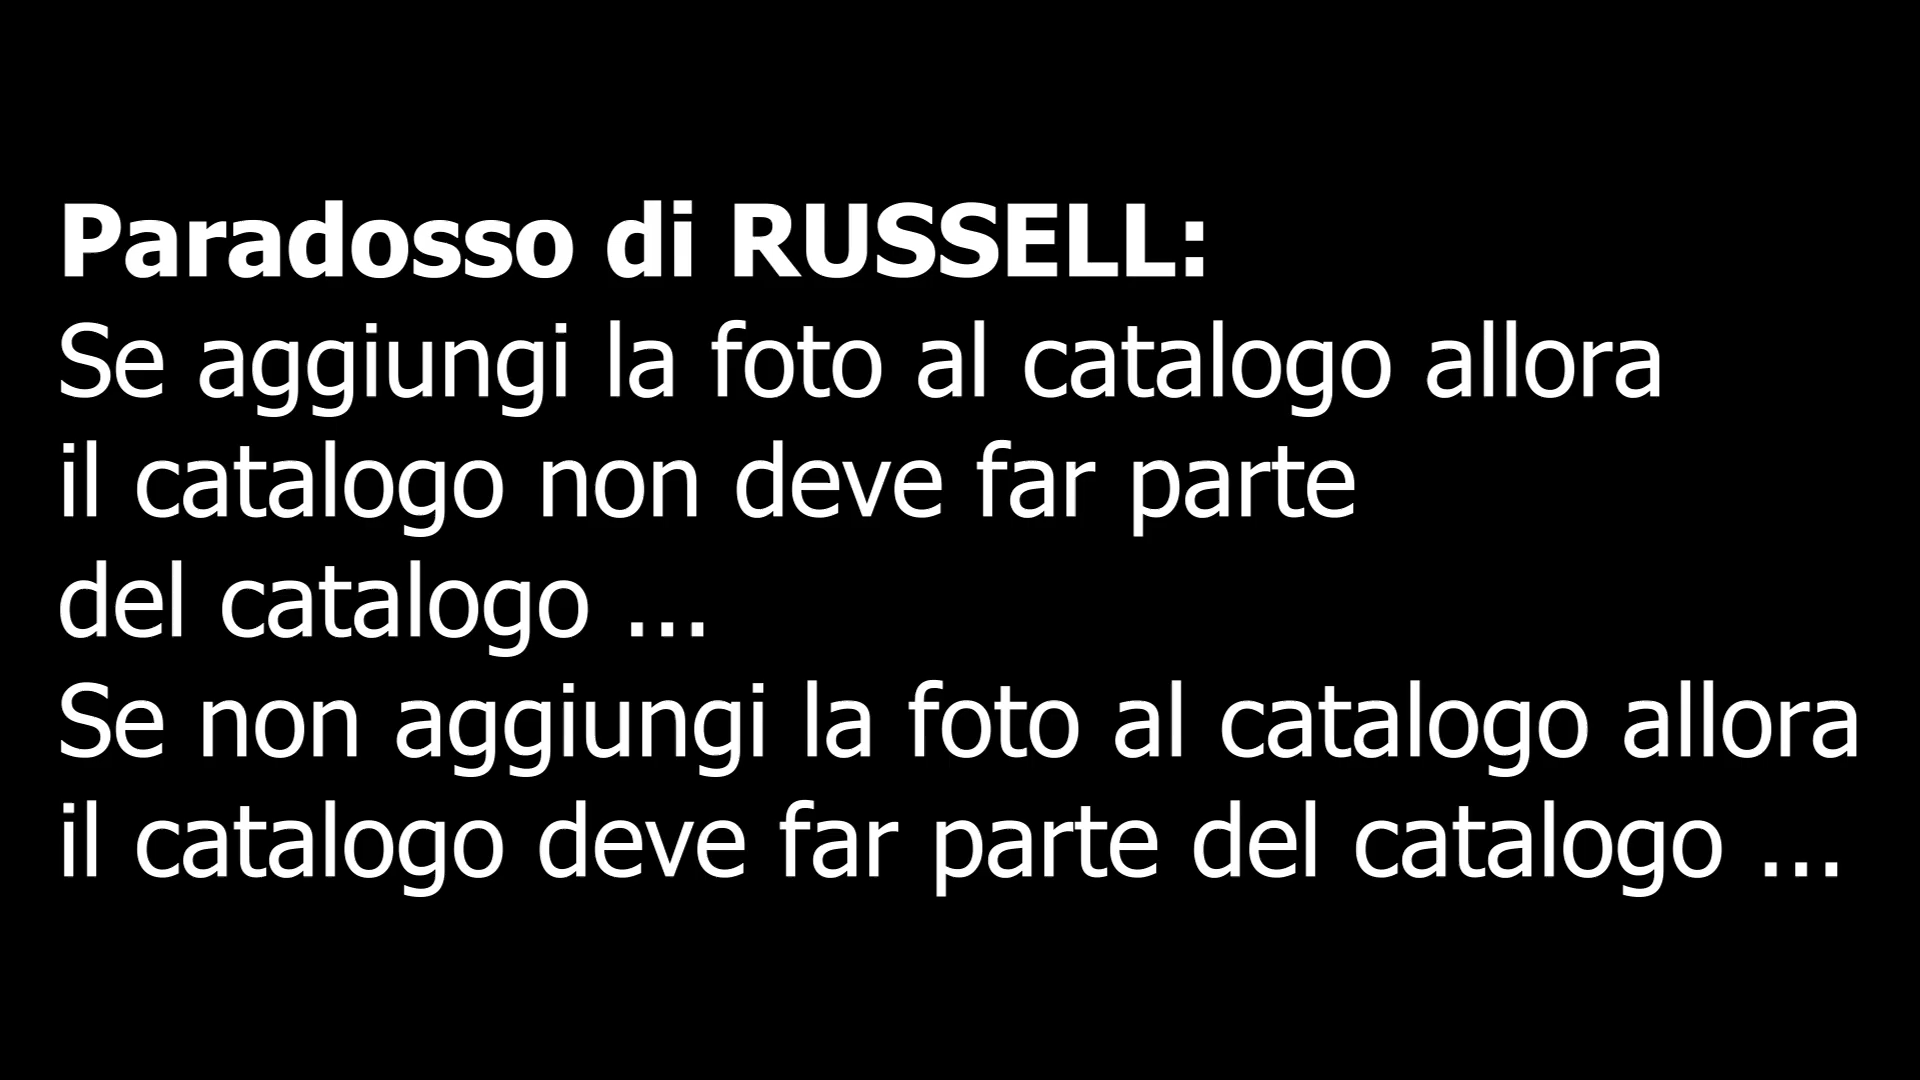 Paradosso di RUSSELL:
Se aggiungi la foto al catalogo allora
il catalogo non deve far parte
del catalogo ...
Se non aggiungi la foto al catalogo allora
il catalogo deve far parte del catalogo ...